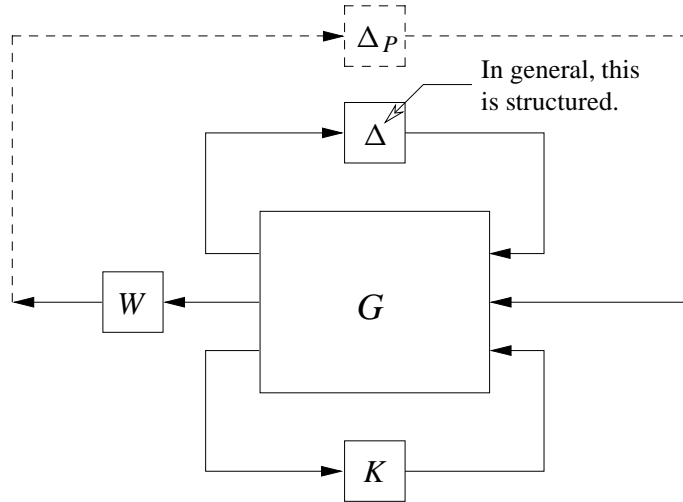 Δ_P
In general, this
is structured.
Δ
W
G
K